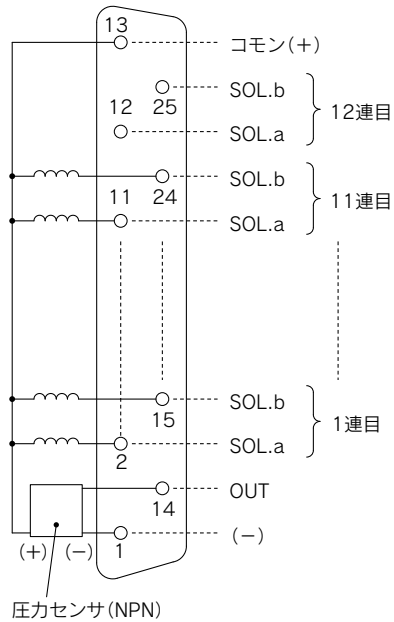 13
コモン(+)
25
SOL.b
12
SOL.a
12連目
24
SOL.b
11
SOL.a
11連目
15
SOL.b
2
SOL.a
1連目
14
OUT
1
(−)
(+) (−)
圧力センサ(NPN)